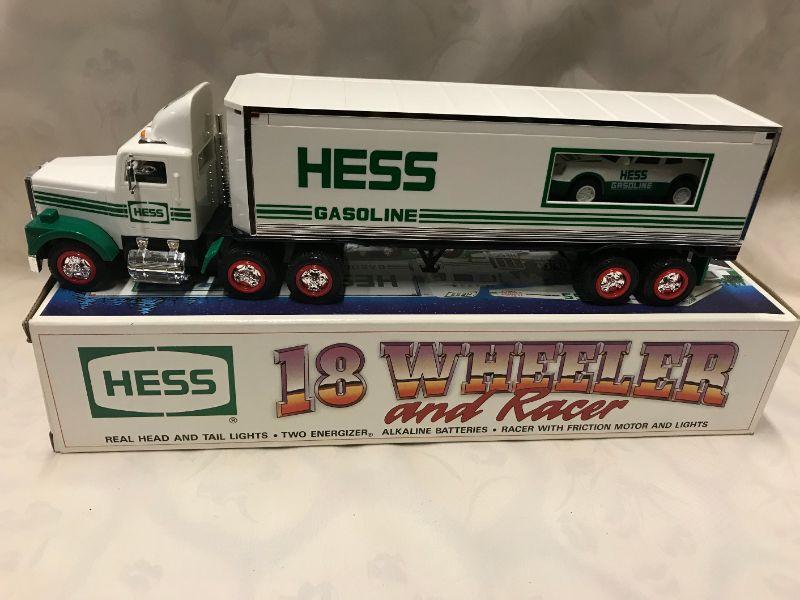 HESS
HESS
GASOLINE
HESS
GASOLINE
HESS
18 WHEELER
and Racer
REAL HEAD AND TAIL LIGHTS • TWO ENERGIZER® ALKALINE BATTERIES • RACER WITH FRICTION MOTOR AND LIGHTS